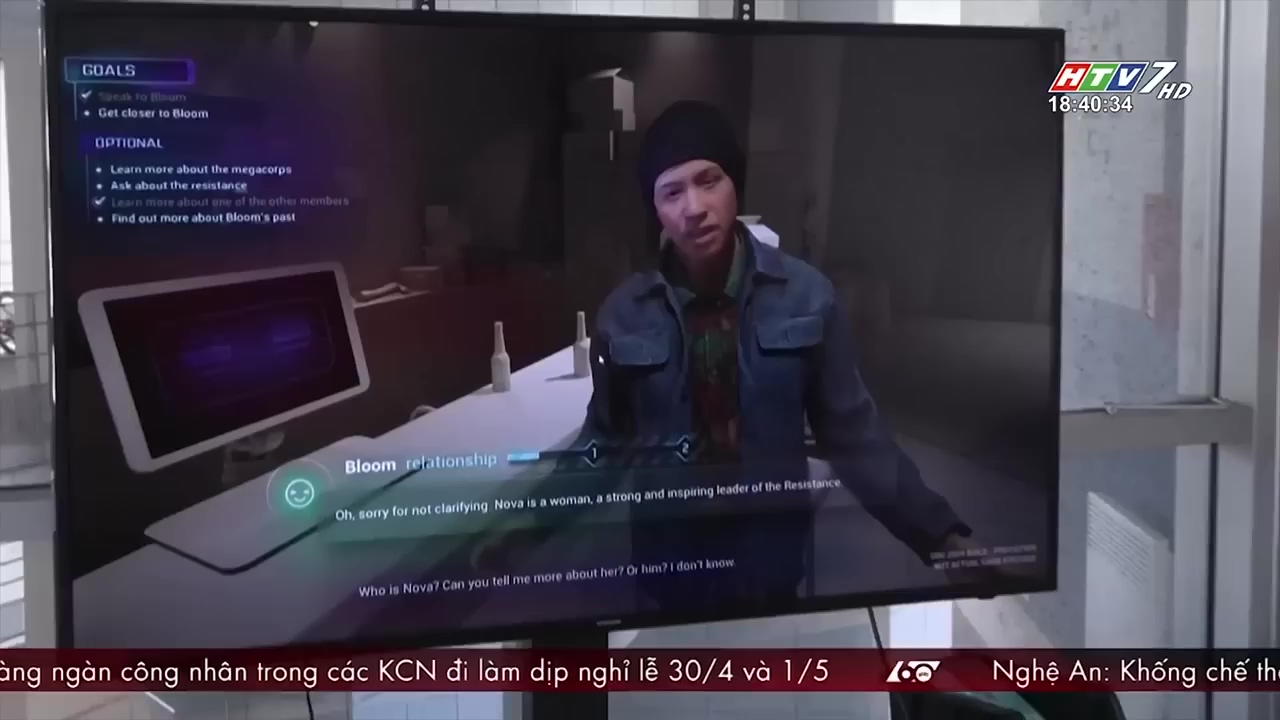 GOALS
Speak to Bloom
Get closer to Bloom
OPTIONAL
Learn more about the megacorps
Ask about the resistance
Learn more about one of the other members
Find out more about Bloom's past
HTV7 HD
18:40:34
Bloom relationship
1
2
Oh, sorry for not clarifying. Nova is a woman, a strong and inspiring leader of the Resistance.
Who is Nova? Can you tell me more about her? Or him? I don't know.
àng ngàn công nhân trong các KCN đi làm dịp nghỉ lễ 30/4 và 1/5
60 Nghệ An: Khống chế